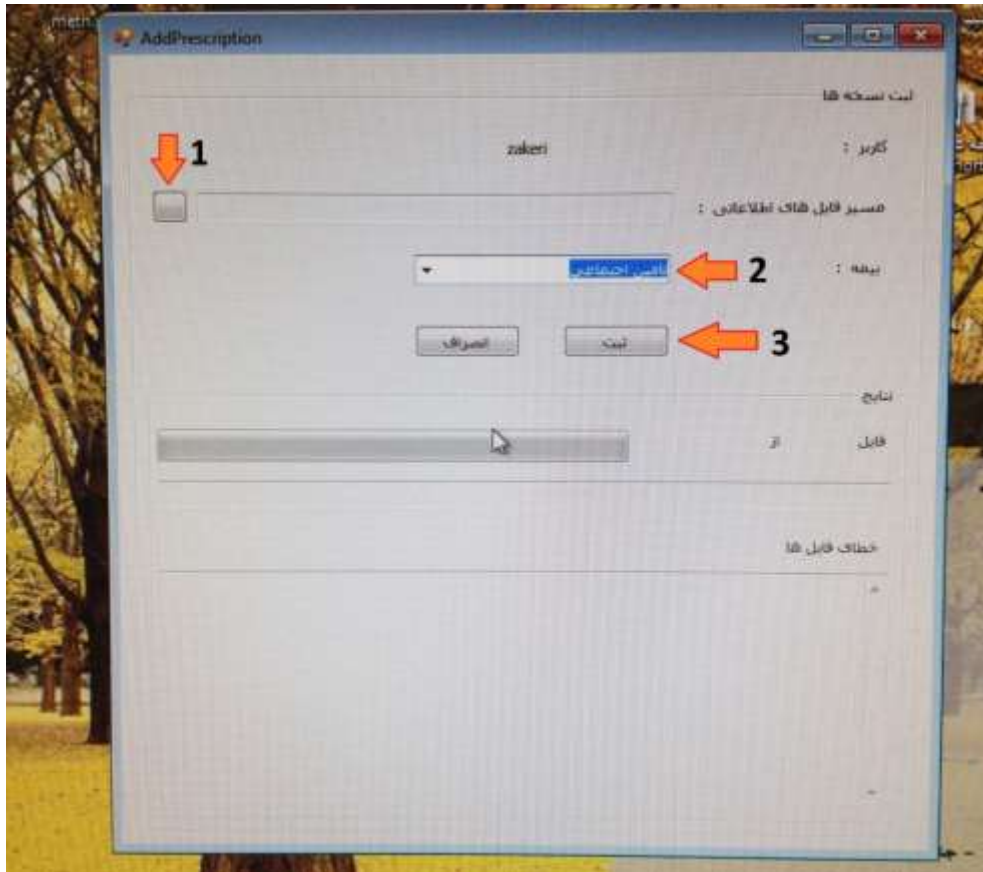 AddPrescription
ثبت نسخه ها
کاربر : zakeri
1
مسیر فایل های اطلاعاتی :
بیمه : تامین اجتماعی
2
ثبت انصراف
3
نتایج
فایل از
خطای فایل ها